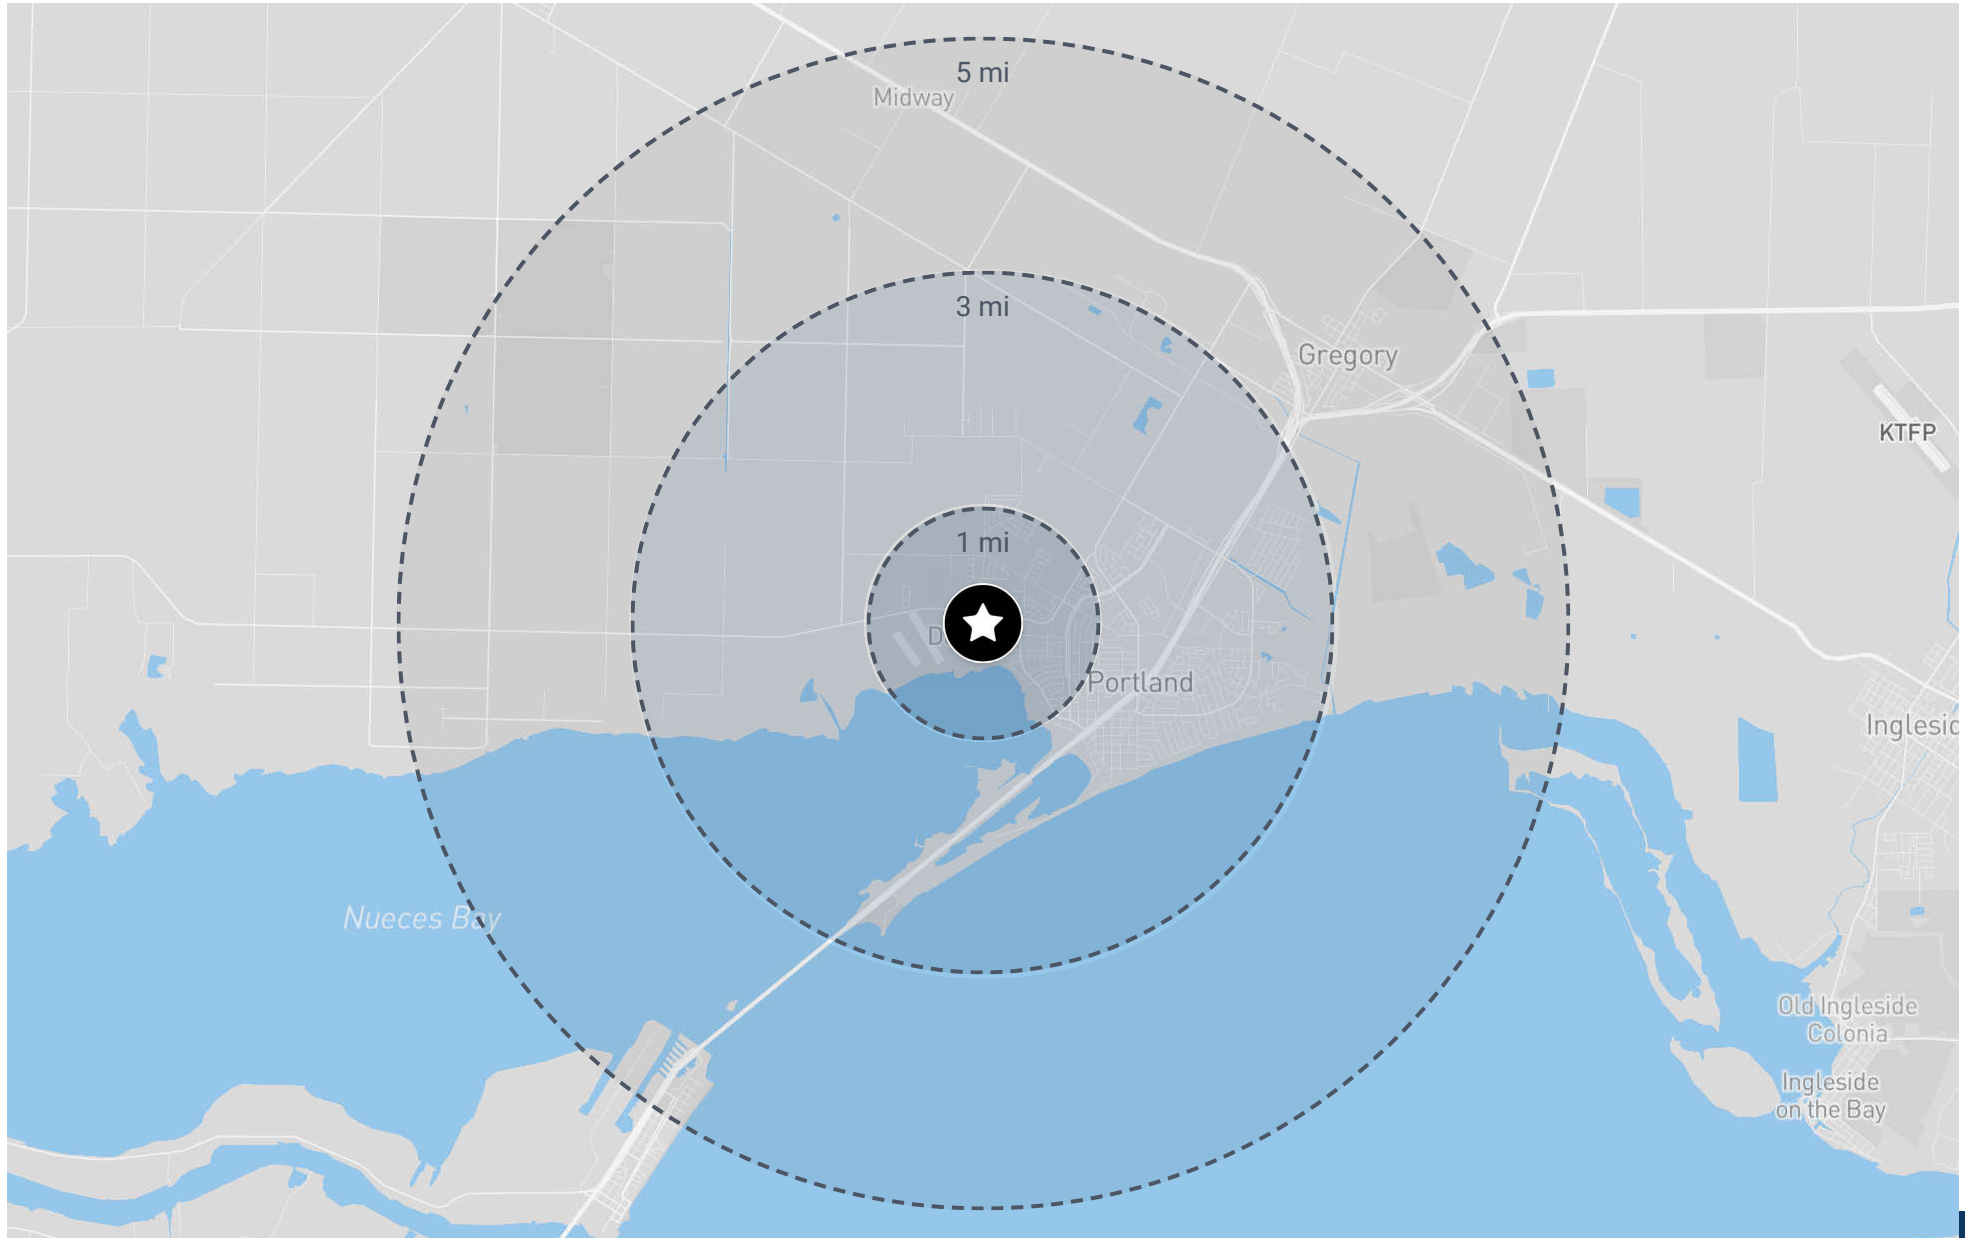 5 mi
Midway
3 mi
Gregory
KTFP
1 mi
Portland
Nueces Bay
Old Ingleside
Colonia
Ingleside
on the Bay